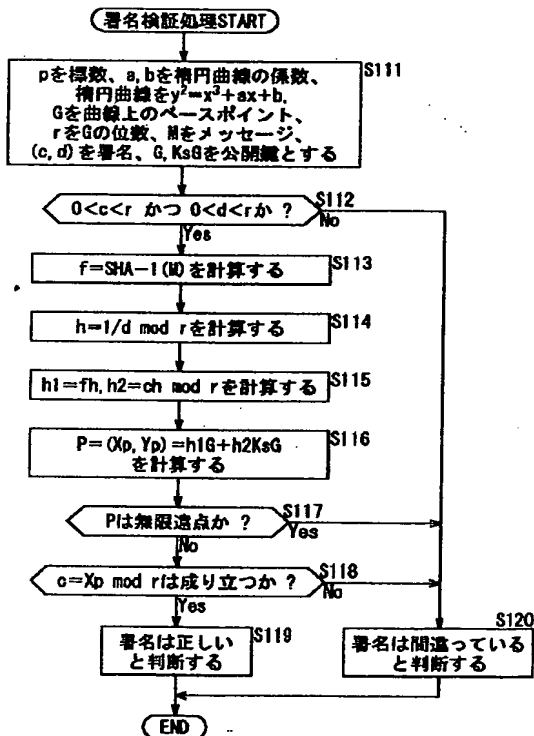 署名検証処理START
S111
pを標数、a,bを楕円曲線の係数、
楕円曲線をy²=x³+ax+b、
Gを曲線上のベースポイント、
rをGの位数、Mをメッセージ、
(c,d)を署名、G,KsGを公開鍵とする
S112
0<c<r かつ 0<d<rか ?
No
Yes
S113
f=SHA-1(M)を計算する
S114
h=1/d mod rを計算する
S115
h1=fh,h2=ch mod rを計算する
S116
P=(Xp,Yp)=h1G+h2KsG
を計算する
S117
Pは無限遠点か ?
Yes
No
S118
c=Xp mod rは成り立つか ?
No
Yes
S119
署名は正しい
と判断する
S120
署名は間違っている
と判断する
END